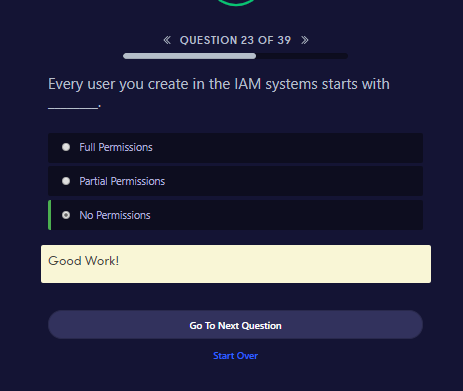 « QUESTION 23 OF 39 »
Every user you create in the IAM systems starts with
________.
Full Permissions
Partial Permissions
No Permissions
Good Work!
Go To Next Question
Start Over